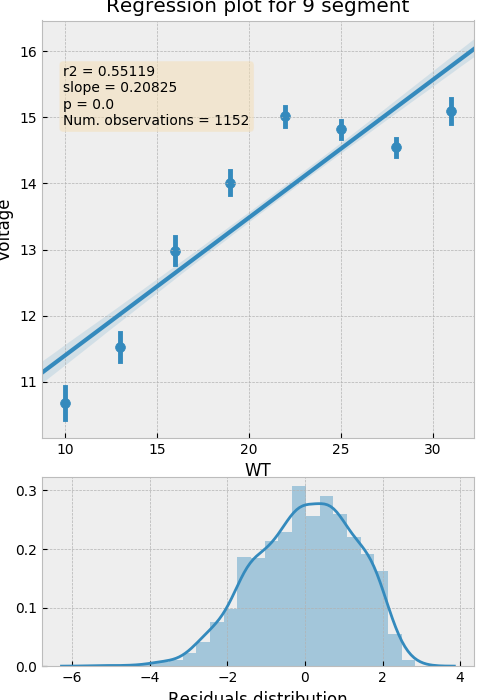 Regression plot for 9 segment
16
15
14
13
12
11
r2 = 0.55119
slope = 0.20825
p = 0.0
Num. observations = 1152
Voltage
10 15 20 25 30
WT
0.3
0.2
0.1
0.0
−6 −4 −2 0 2 4
Residuals distribution